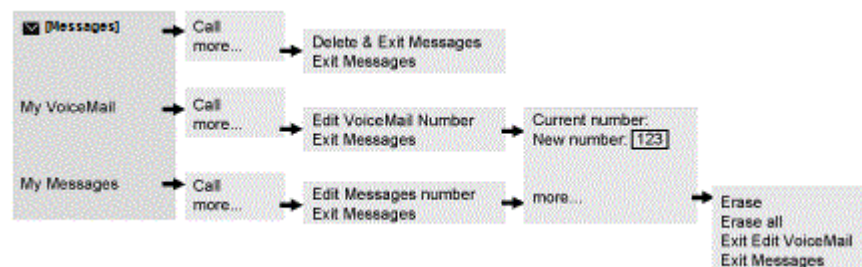 [Messages]
Call
more...
Delete & Exit Messages
Exit Messages
My VoiceMail
Call
more...
Edit VoiceMail Number
Exit Messages
Current number:
New number: 123
My Messages
Call
more...
Edit Messages number
Exit Messages
more...
Erase
Erase all
Exit Edit VoiceMail
Exit Messages